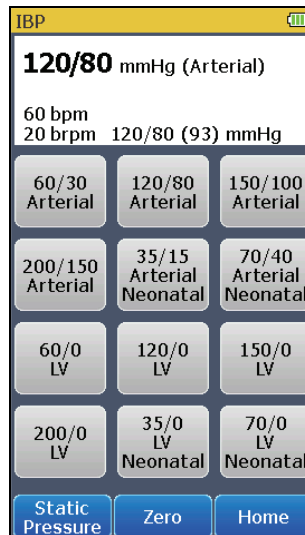 IBP
120/80 mmHg (Arterial)
60 bpm
20 brpm 120/80 (93) mmHg
60/30
Arterial
120/80
Arterial
150/100
Arterial
200/150
Arterial
35/15
Arterial
Neonatal
70/40
Arterial
Neonatal
60/0
LV
120/0
LV
150/0
LV
200/0
LV
35/0
LV
Neonatal
70/0
LV
Neonatal
Static
Pressure
Zero
Home